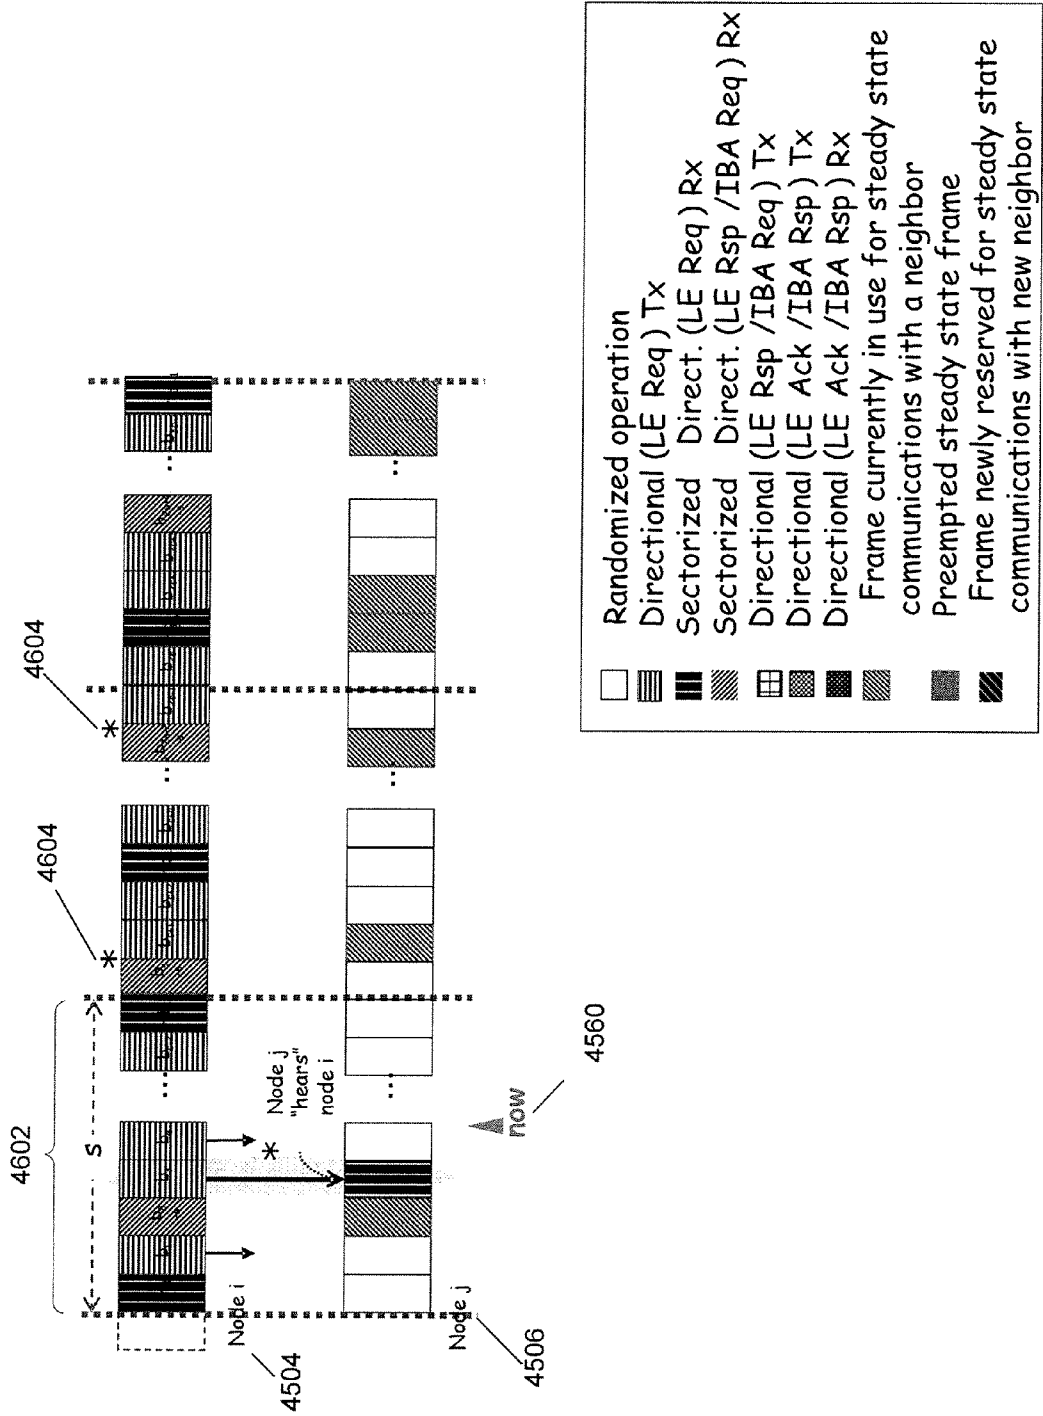 4602
4604
4604
S
...
...
...
Node i
4504
Node j
"hears"
node i
*
*
*
...
...
...
Node j
4506
now
4560
Randomized operation
Directional (LE Req) Tx
Sectorized Direct. (LE Req) Rx
Sectorized Direct. (LE Rsp /IBA Req) Rx
Directional (LE Rsp /IBA Req) Tx
Directional (LE Ack /IBA Rsp) Tx
Directional (LE Ack /IBA Rsp) Rx
Frame currently in use for steady state
communications with a neighbor
Preempted steady state frame
Frame newly reserved for steady state
communications with new neighbor